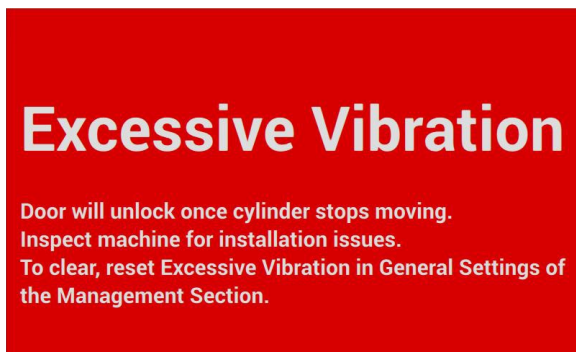 Excessive Vibration
Door will unlock once cylinder stops moving.
Inspect machine for installation issues.
To clear, reset Excessive Vibration in General Settings of
the Management Section.